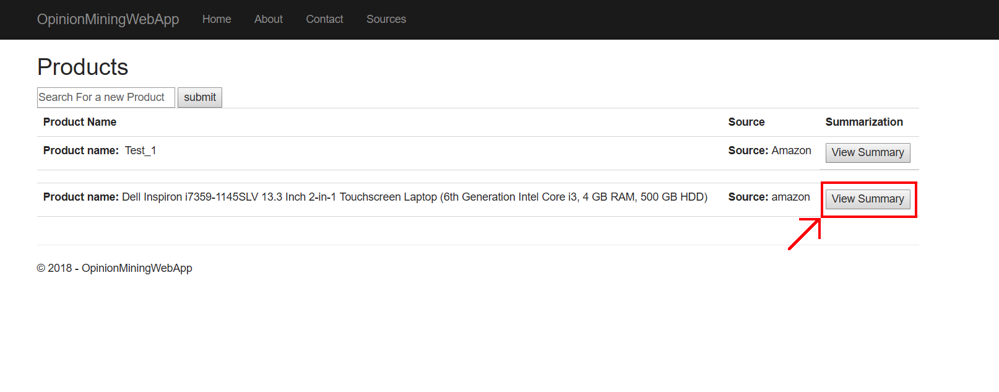 OpinionMiningWebApp Home About Contact Sources
Products
Search For a new Product submit
Product Name Source Summarization
Product name: Test_1 Source: Amazon View Summary
Product name: Dell Inspiron i7359-1145SLV 13.3 Inch 2-in-1 Touchscreen Laptop (6th Generation Intel Core i3, 4 GB RAM, 500 GB HDD) Source: amazon View Summary
© 2018 - OpinionMiningWebApp